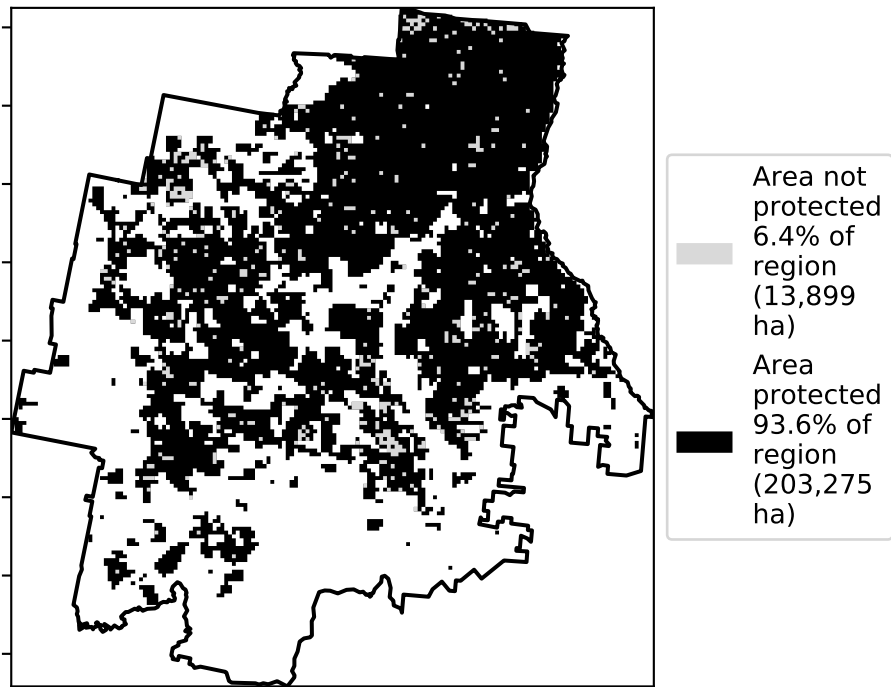 Area not
protected
6.4% of
region
(13,899
ha)
Area
protected
93.6% of
region
(203,275
ha)